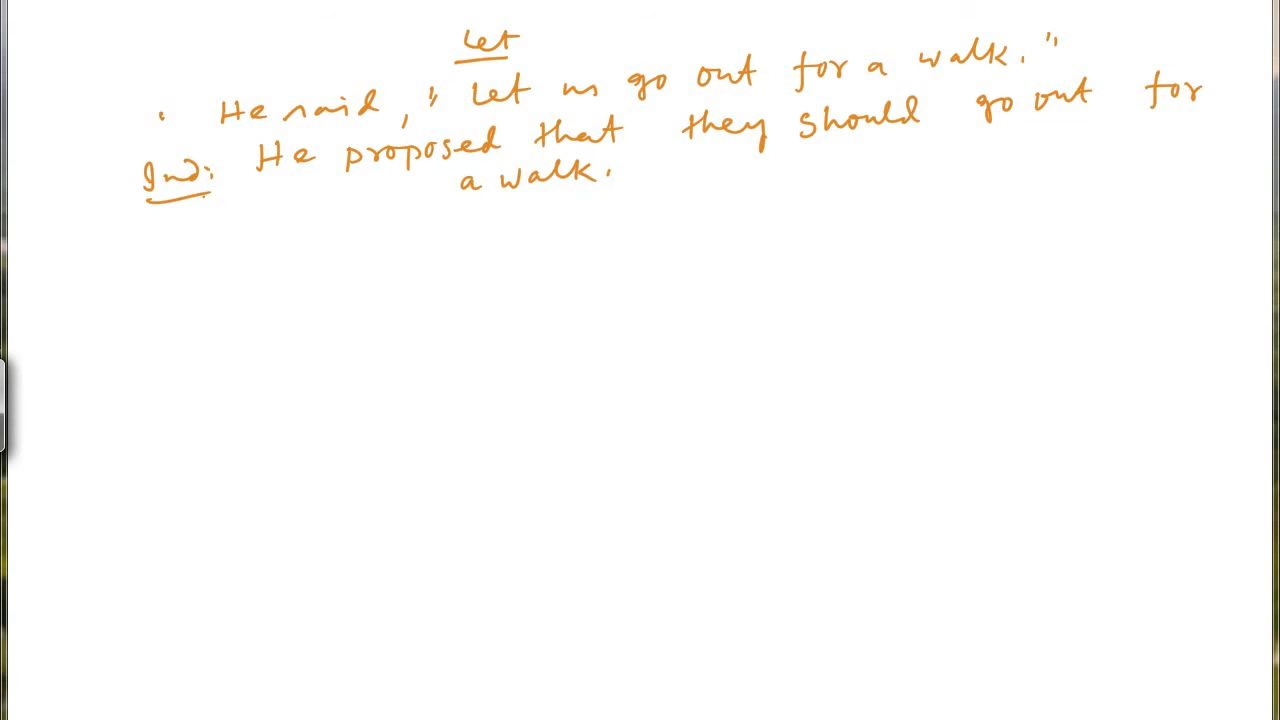 Let
. He said, " Let us go out for a walk. "
Ind: He proposed that they should go out for
a walk.